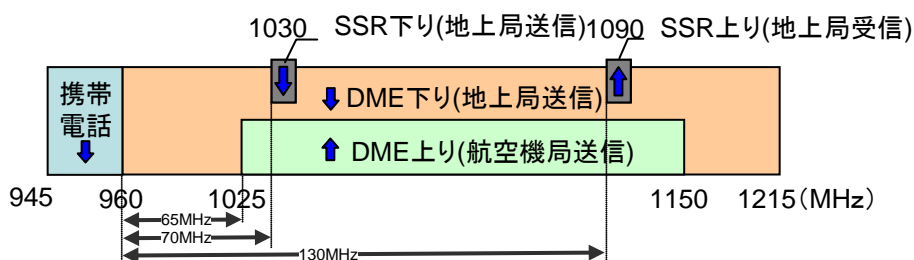 1030 SSR下り(地上局送信) 1090 SSR上り(地上局受信)
携帯
電話
DME下り(地上局送信)
DME上り(航空機局送信)
945 960 1025 1150 1215(MHz)
65MHz
70MHz
130MHz